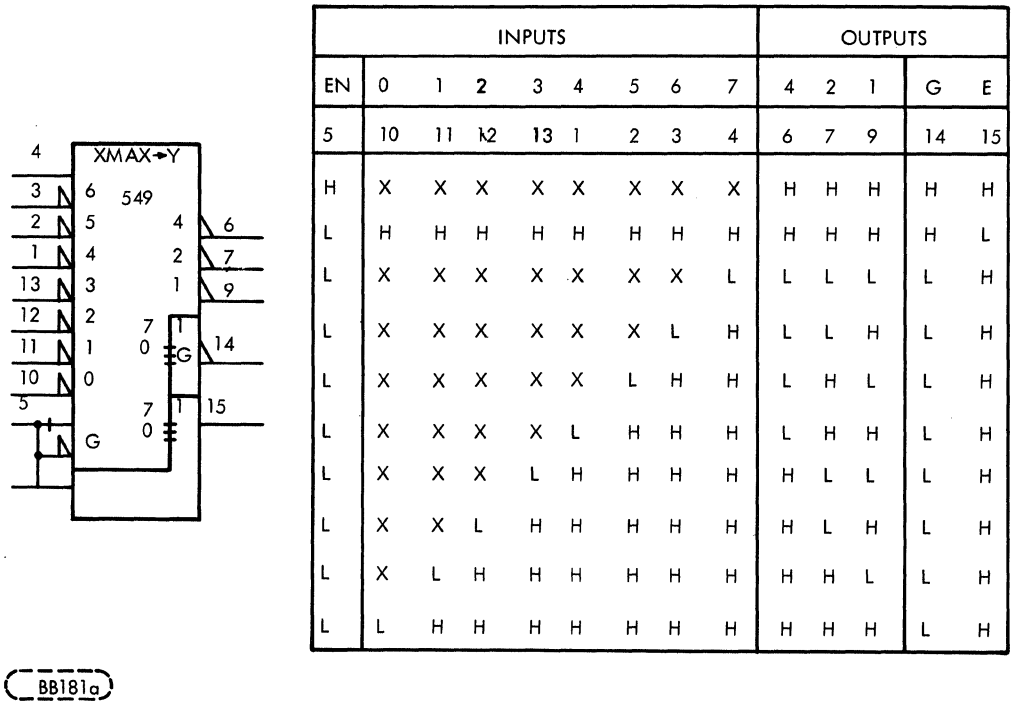 INPUTS OUTPUTS
EN 0 1 2 3 4 5 6 7 4 2 1 G E
5 10 11 12 13 1 2 3 4 6 7 9 14 15
H X X X X X X X X H H H H H
L H H H H H H H H H H H H L
L X X X X X X X L L L L L H
L X X X X X X L H L L H L H
L X X X X X L H H L H L L H
L X X X X L H H H L H H L H
L X X X L H H H H H L L L H
L X X L H H H H H H L H L H
L X L H H H H H H H H L L H
L L H H H H H H H H H H L H
4 XMAX→Y
3 6 549
2 5 4 6
1 4 2 7
13 3 1 9
12 2 7 1
11 1 0 G 14
10 0
5 7 1 15
G 0
BB181a